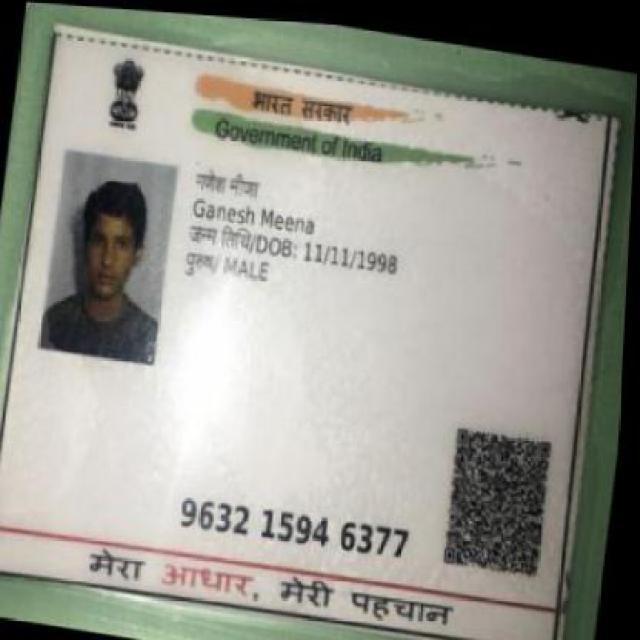 भारत सरकार
Government of India
गणेश मीणा
Ganesh Meena
जन्म तिथि/DOB: 11/11/1998
पुरुष/ MALE
9632 1594 6377
मेरा आधार, मेरी पहचान